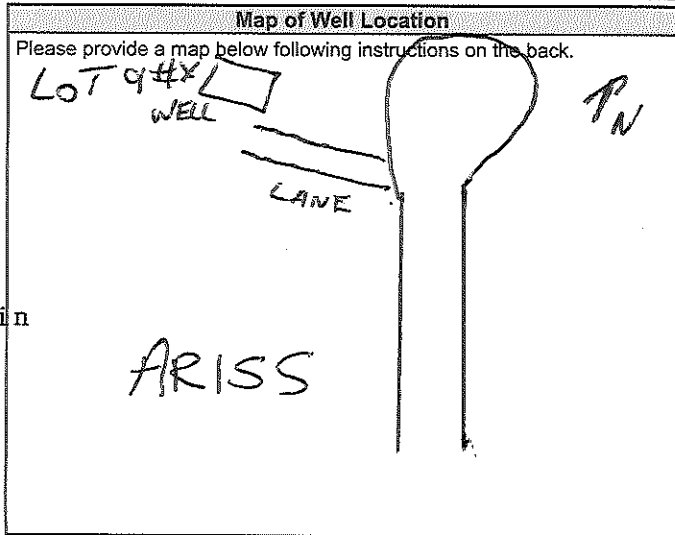 Map of Well Location
Please provide a map below following instructions on the back.
LOT 9 #X
WELL
N
LANE
in
ARISS